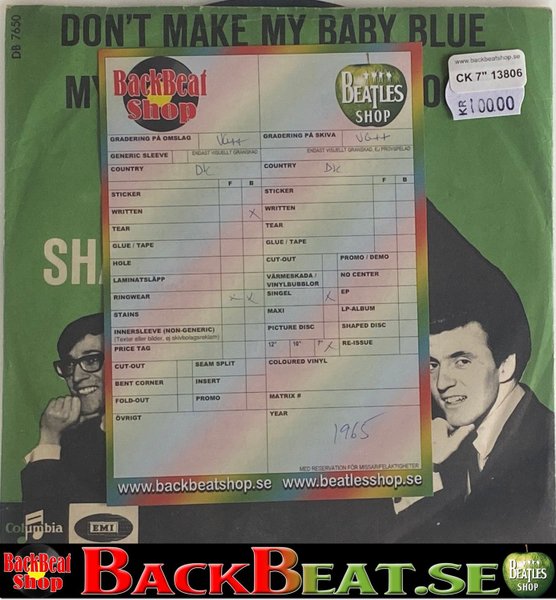 DB 7650
DON'T MAKE MY BABY BLUE
www.backbeatshop.se
CK 7" 13806
KR 100.00
MY
SHA
BackBeat Shop
BEATLES SHOP
GRADERING PÅ OMSLAG VG++ GRADERING PÅ SKIVA VG++
ENDAST VISUELLT GRANSKAD ENDAST VISUELLT GRANSKAD, EJ PROVSPELAD
GENERIC SLEEVE
COUNTRY DK COUNTRY DK
F B F B
STICKER STICKER
WRITTEN X WRITTEN
TEAR TEAR
GLUE / TAPE GLUE / TAPE
HOLE CUT-OUT PROMO / DEMO
LAMINATSLÄPP VÄRMESKADA / VINYLBUBBLOR NO CENTER
RINGWEAR X X SINGEL X EP
STAINS MAXI LP-ALBUM
INNERSLEEVE (NON-GENERIC) PICTURE DISC SHAPED DISC
(Textad eller bildad, ej skivbolagsreklam)
PRICE TAG 12" 10" 7" X RE-ISSUE
CUT-OUT SEAM SPLIT COLOURED VINYL
BENT CORNER INSERT
FOLD-OUT PROMO MATRIX #
ÖVRIGT YEAR
1965
MED RESERVATION FÖR MISSAR/FELAKTIGHETER
www.backbeatshop.se www.beatlesshop.se
Columbia EMI
BackBeat Shop BACKBEAT.SE BEATLES SHOP